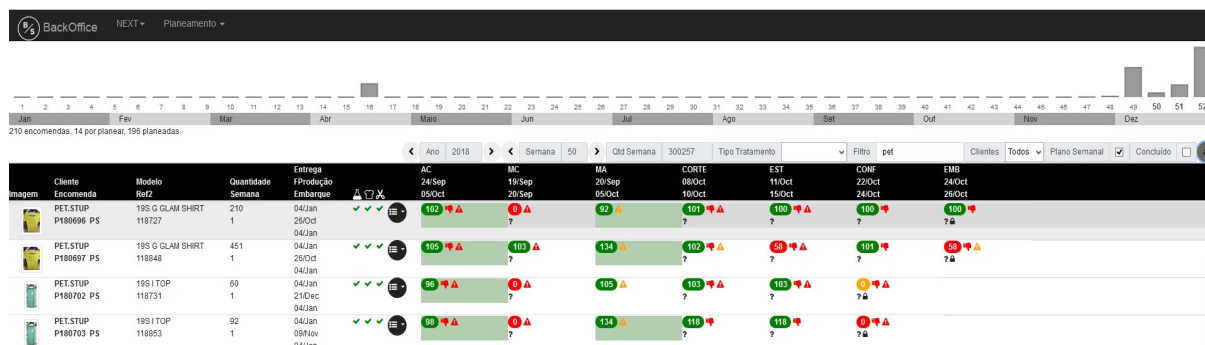 B/S BackOffice NEXT Planeamento
1 2 3 4 5 6 7 8 9 10 11 12 13 14 15 16 17 18 19 20 21 22 23 24 25 26 27 28 29 30 31 32 33 34 35 36 37 38 39 40 41 42 43 44 45 46 47 48 49 50 51 52
Jan Fev Mar Abr Maio Jun Jul Ago Set Out Nov Dez
210 encomendas, 14 por planear, 196 planeadas.
Ano 2018 Semana 50 Qtd Semana 300257 Tipo Tratamento Filtro pet Clientes Todos Plano Semanal Concluído
Entrega AC MC MA CORTE EST CONF EMB
Cliente Modelo Quantidade FProdução 24/Sep 19/Sep 20/Sep 08/Oct 11/Oct 22/Oct 24/Oct
Imagem Encomenda Ref2 Semana Embarque 05/Oct 20/Sep 05/Oct 10/Oct 15/Oct 24/Oct 26/Oct
PET.STUP 19S G GLAM SHIRT 210 04/Jan 102 0 92 101 100 100 100
P180696 PS 118727 1 26/Oct ? ? ? ? ?
04/Jan
PET.STUP 19S G GLAM SHIRT 451 04/Jan 105 103 134 102 58 101 58
P180697 PS 118848 1 26/Oct ? ? ? ? ?
04/Jan
PET.STUP 19S I TOP 60 04/Jan 96 0 105 103 103 0
P180702 PS 118731 1 21/Dec ? ? ? ?
04/Jan
PET.STUP 19S I TOP 92 04/Jan 98 0 134 118 118 0
P180703 PS 118853 1 09/Nov ? ? ? ?
04/Jan